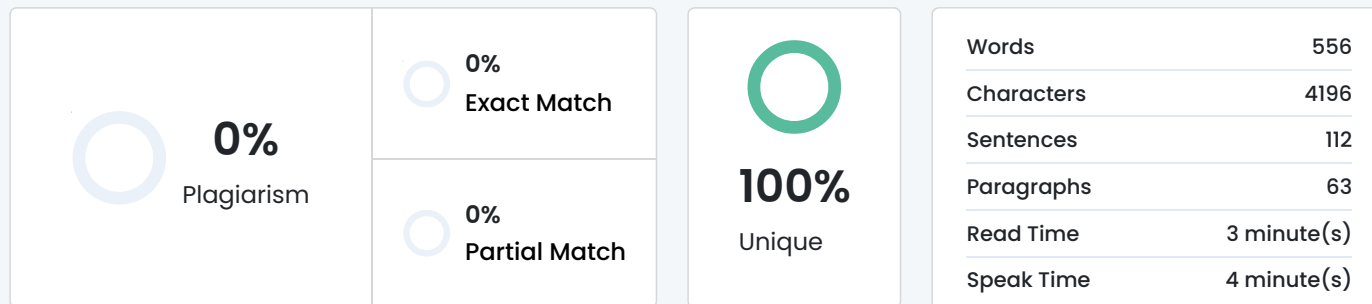 0%
Plagiarism
0%
Exact Match
0%
Partial Match
100%
Unique
Words 556
Characters 4196
Sentences 112
Paragraphs 63
Read Time 3 minute(s)
Speak Time 4 minute(s)